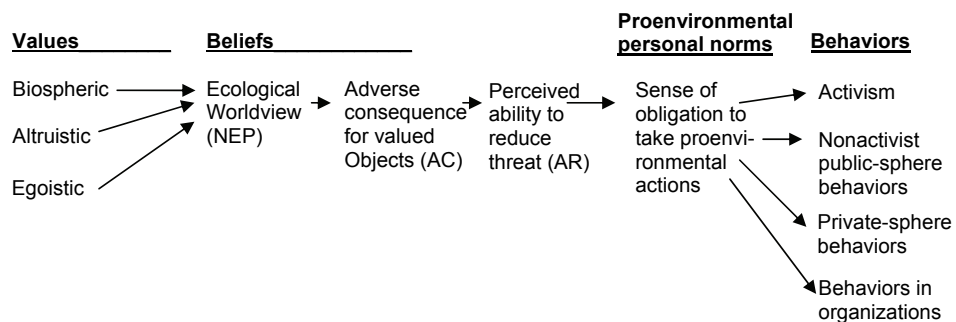 Values
Beliefs
Proenvironmental
personal norms
Behaviors
Biospheric
Altruistic
Egoistic
Ecological
Worldview
(NEP)
Adverse
consequence
for valued
Objects (AC)
Perceived
ability to
reduce
threat (AR)
Sense of
obligation to
take proenvi-
ronmental
actions
Activism
Nonactivist
public-sphere
behaviors
Private-sphere
behaviors
Behaviors in
organizations